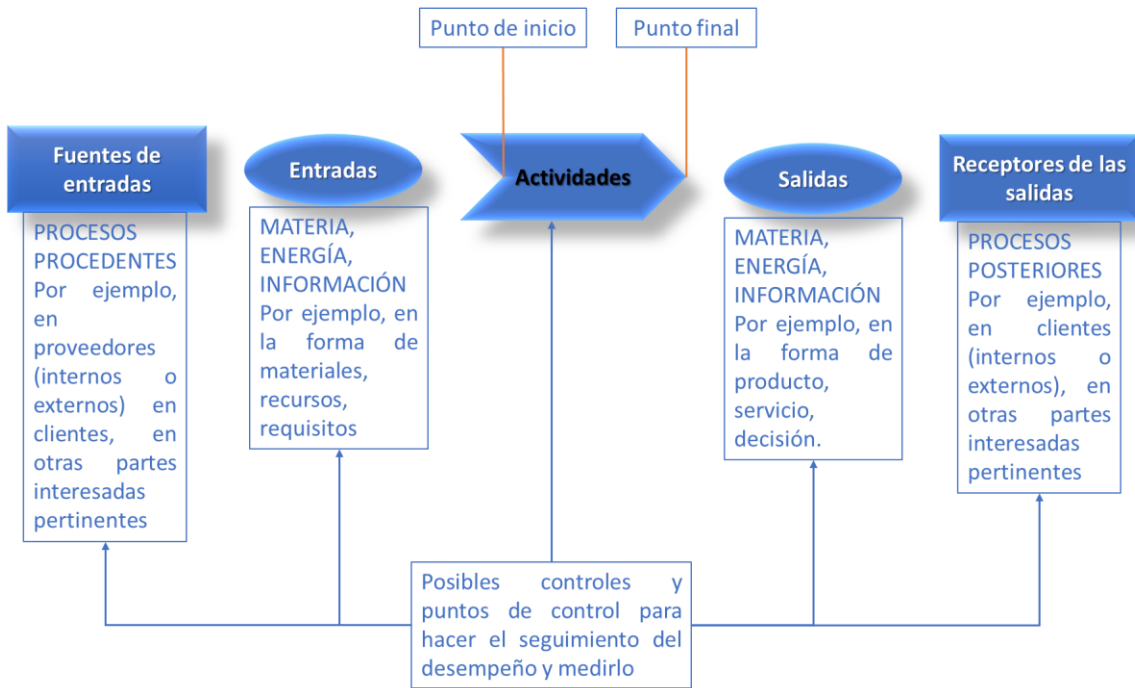 Punto de inicio
Punto final
Fuentes de
entradas
PROCESOS
PROCEDENTES
Por ejemplo,
en
proveedores
(internos o
externos) en
clientes, en
otras partes
interesadas
pertinentes
Entradas
MATERIA,
ENERGÍA,
INFORMACIÓN
Por ejemplo, en
la forma de
materiales,
recursos,
requisitos
Actividades
Salidas
MATERIA,
ENERGÍA,
INFORMACIÓN
Por ejemplo, en
la forma de
producto,
servicio,
decisión.
Receptores de las
salidas
PROCESOS
POSTERIORES
Por ejemplo,
en clientes
(internos o
externos), en
otras partes
interesadas
pertinentes
Posibles controles y
puntos de control para
hacer el seguimiento del
desempeño y medirlo